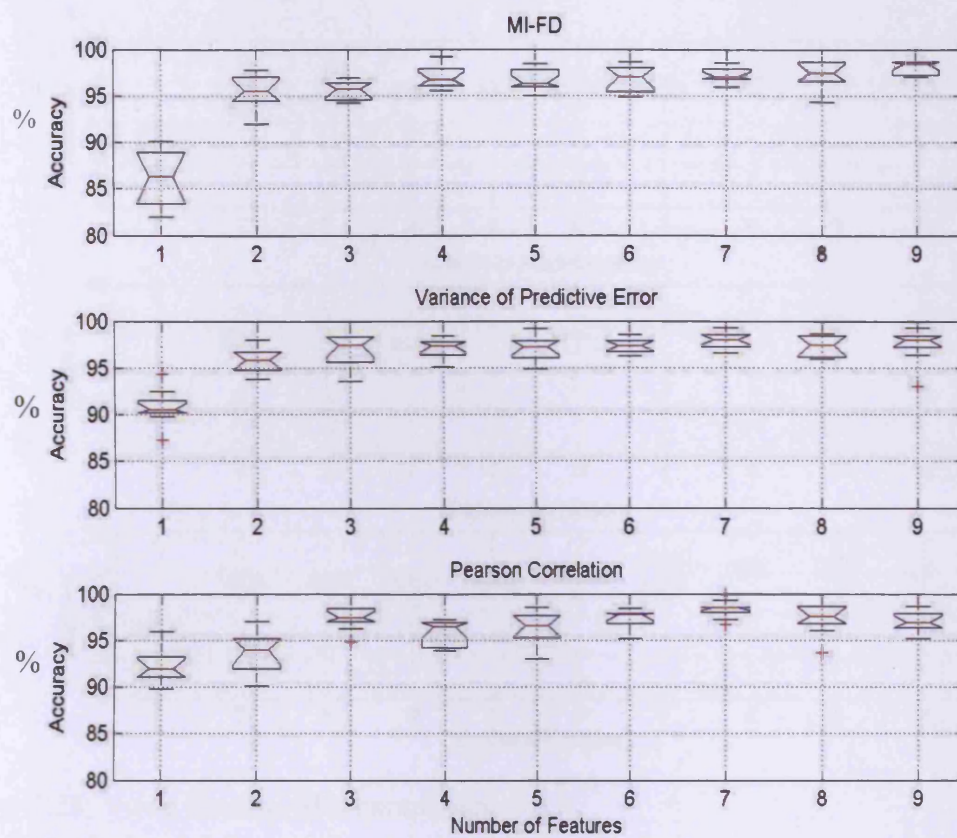 MI-FD
100
95
90
85
80
% Accuracy
1 2 3 4 5 6 7 8 9
Variance of Predictive Error
100
95
90
85
80
% Accuracy
1 2 3 4 5 6 7 8 9
Pearson Correlation
100
95
90
85
80
% Accuracy
1 2 3 4 5 6 7 8 9
Number of Features